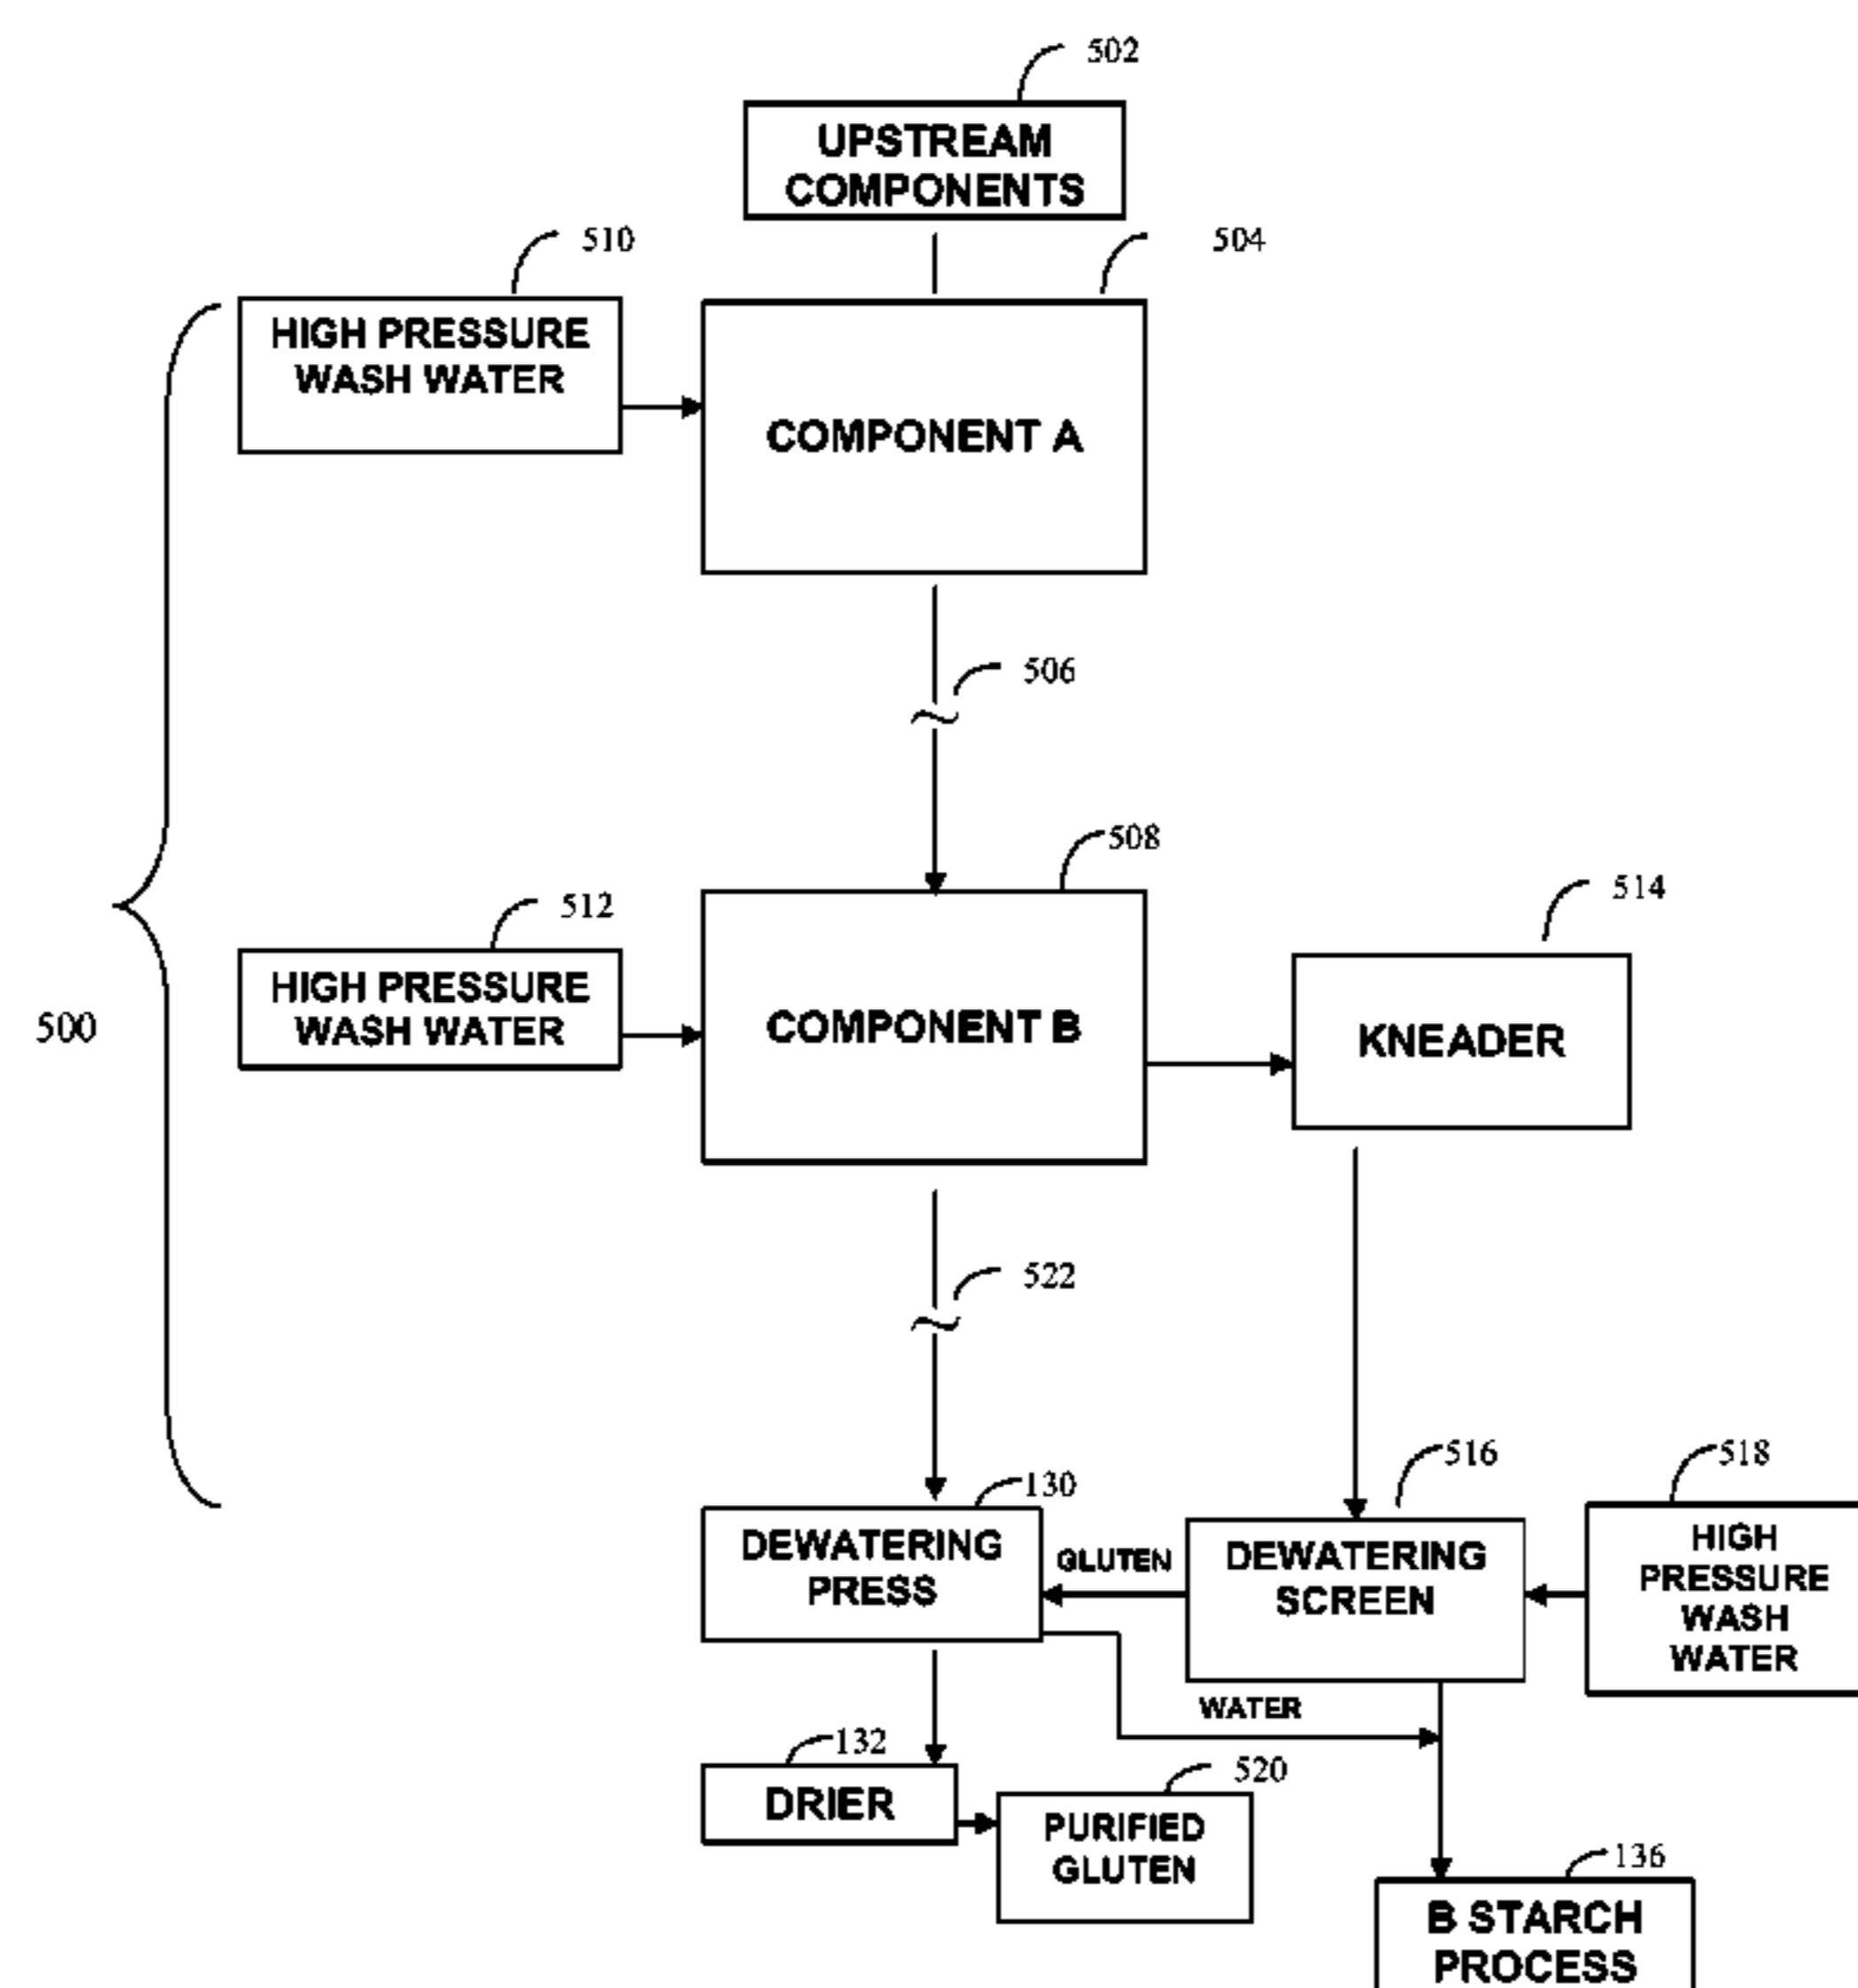 502
UPSTREAM
COMPONENTS
510
504
HIGH PRESSURE
WASH WATER
COMPONENT A
506
508
512
514
HIGH PRESSURE
WASH WATER
500
COMPONENT B
KNEADER
522
130
516
518
DEWATERING
PRESS
GLUTEN
DEWATERING
SCREEN
HIGH
PRESSURE
WASH
WATER
WATER
132
520
DRIER
PURIFIED
GLUTEN
136
B STARCH
PROCESS